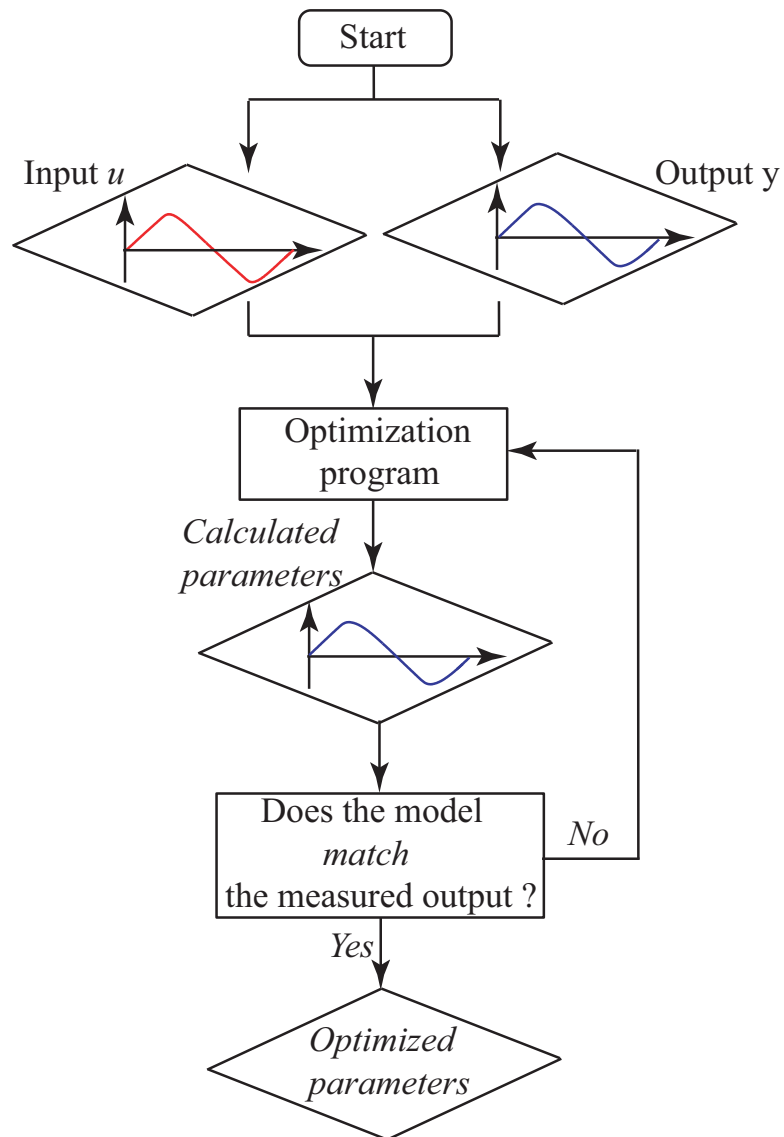 Start
Input u
Output y
Optimization
program
Calculated
parameters
Does the model
match
the measured output ?
No
Yes
Optimized
parameters